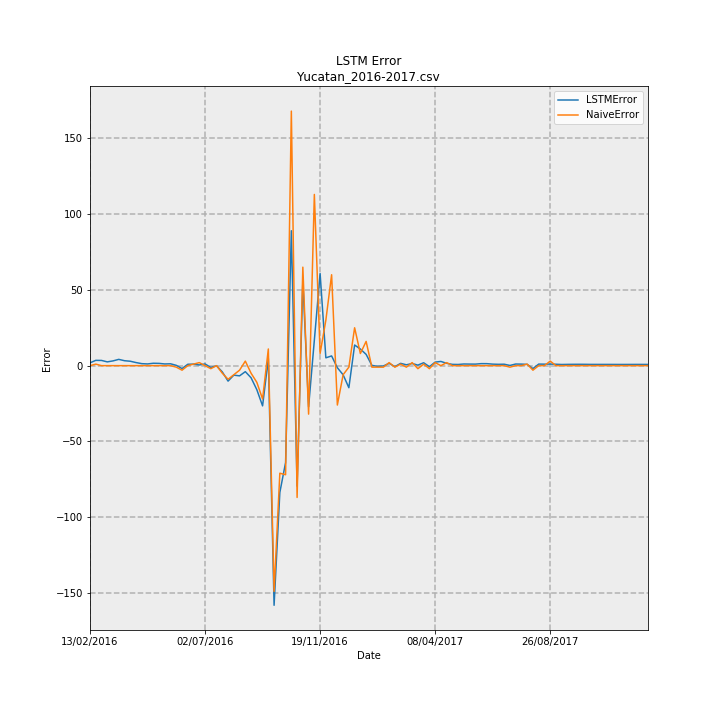 LSTM Error
Yucatan_2016-2017.csv
LSTMError
NaiveError
150
100
50
0
−50
−100
−150
Error
13/02/2016
02/07/2016
19/11/2016
08/04/2017
26/08/2017
Date